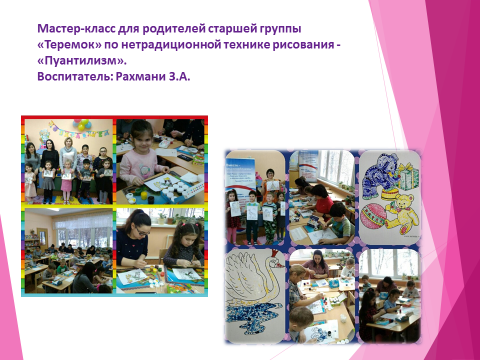 Мастер-класс для родителей старшей группы
«Теремок» по нетрадиционной технике рисования -
«Пуантилизм».
Воспитатель: Рахмани З.А.